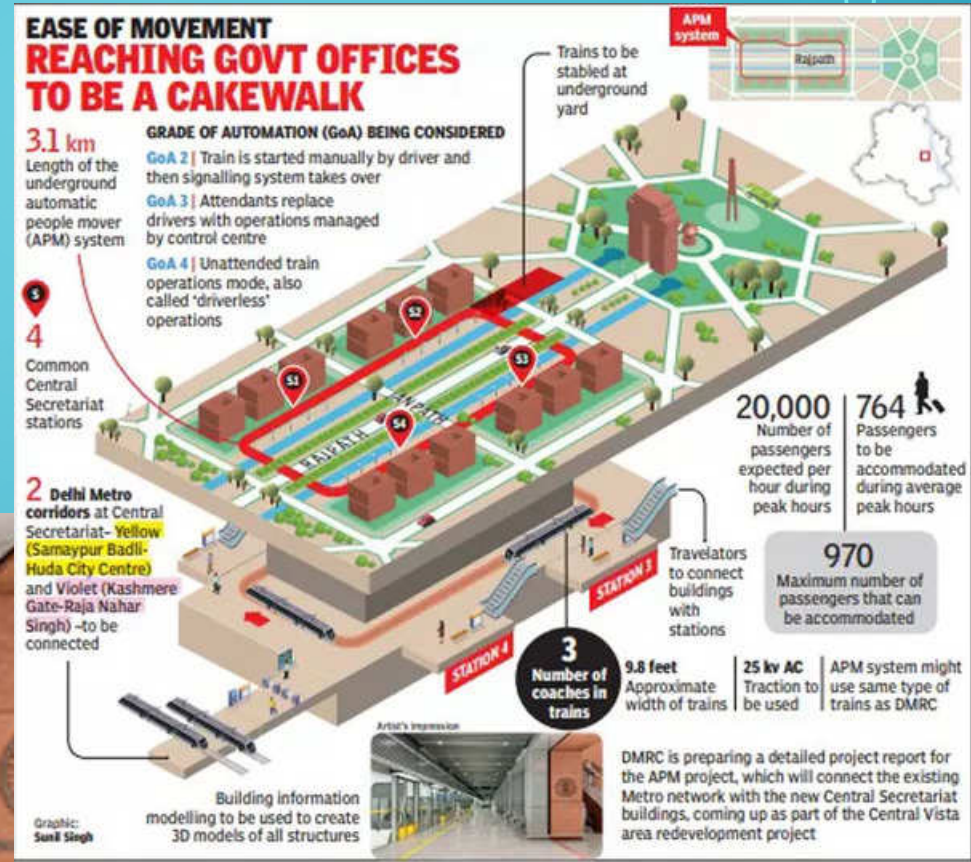 EASE OF MOVEMENT
REACHING GOVT OFFICES
TO BE A CAKEWALK
3.1 km
Length of the
underground
automatic
people mover
(APM) system
GRADE OF AUTOMATION (GoA) BEING CONSIDERED
GoA 2 | Train is started manually by driver and
then signalling system takes over
GoA 3 | Attendants replace
drivers with operations managed
by control centre
GoA 4 | Unattended train
operations mode, also
called 'driverless'
operations
Trains to be
stabled at
underground
yard
APM
system
Rajpath
S
4
Common
Central
Secretariat
stations
S1
S2
S3
S4
RAJPATH
JANPATH
2 Delhi Metro
corridors at Central
Secretariat- Yellow
(Samaypur Badli-
Huda City Centre)
and Violet (Kashmere
Gate-Raja Nahar
Singh) -to be
connected
20,000
Number of
passengers
expected per
hour during
peak hours
764
Passengers
to be
accommodated
during average
peak hours
970
Maximum number of
passengers that can
be accommodated
Travelators
to connect
buildings
with
stations
STATION 3
STATION 4
3
Number of
coaches in
trains
9.8 feet
Approximate
width of trains
25 kv AC
Traction to
be used
APM system might
use same type of
trains as DMRC
Artist's impression
Building information
modelling to be used to create
3D models of all structures
DMRC is preparing a detailed project report for
the APM project, which will connect the existing
Metro network with the new Central Secretariat
buildings, coming up as part of the Central Vista
area redevelopment project
Graphic:
Sunil Singh